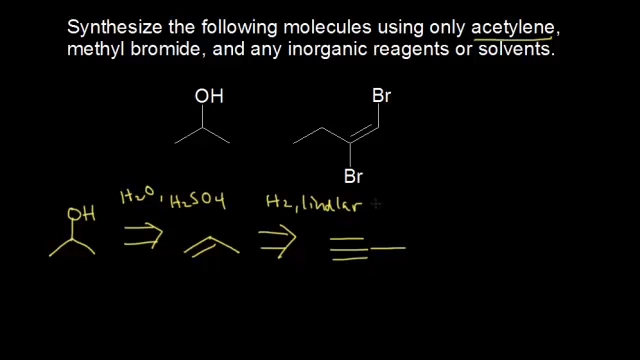 Synthesize the following molecules using only acetylene,
methyl bromide, and any inorganic reagents or solvents.
OH
Br
Br
H2O, H2SO4
H2, lindlar
OH